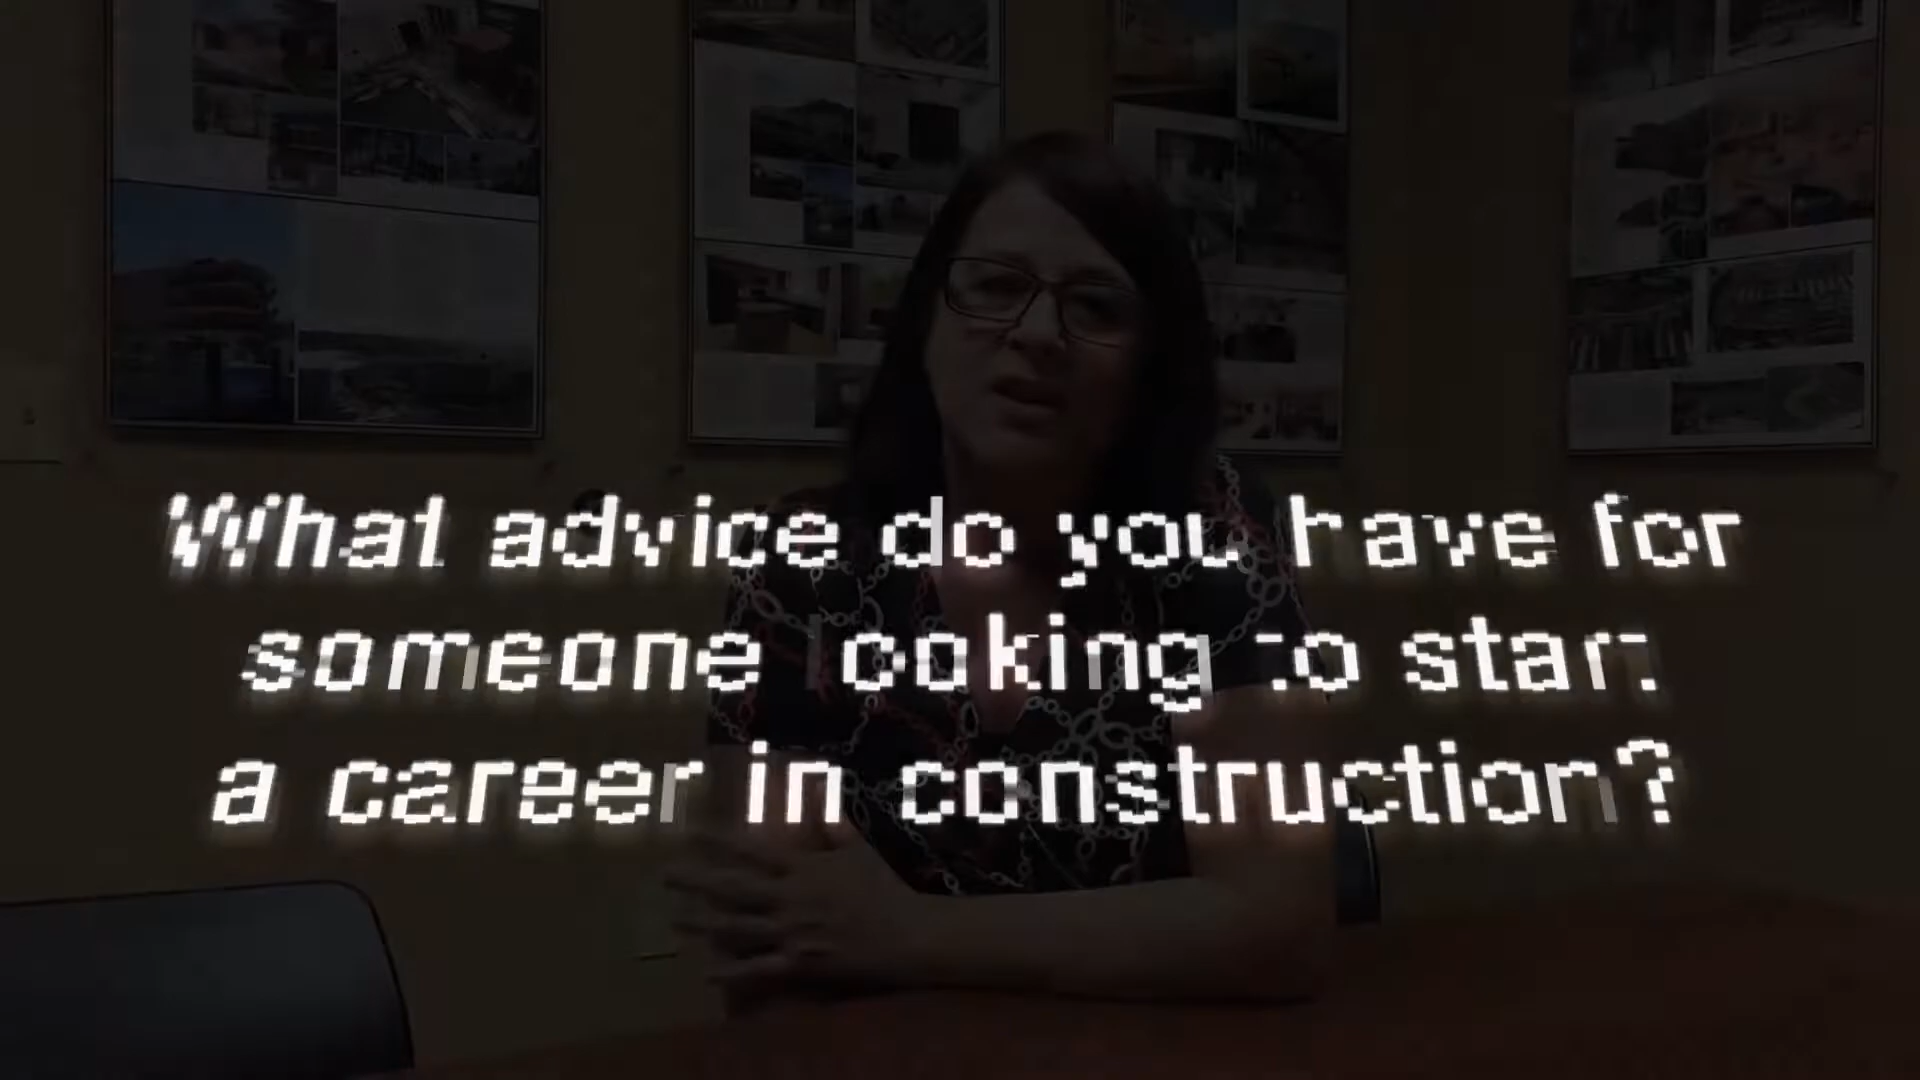 What advice do you have for
someone looking to start
a career in construction?